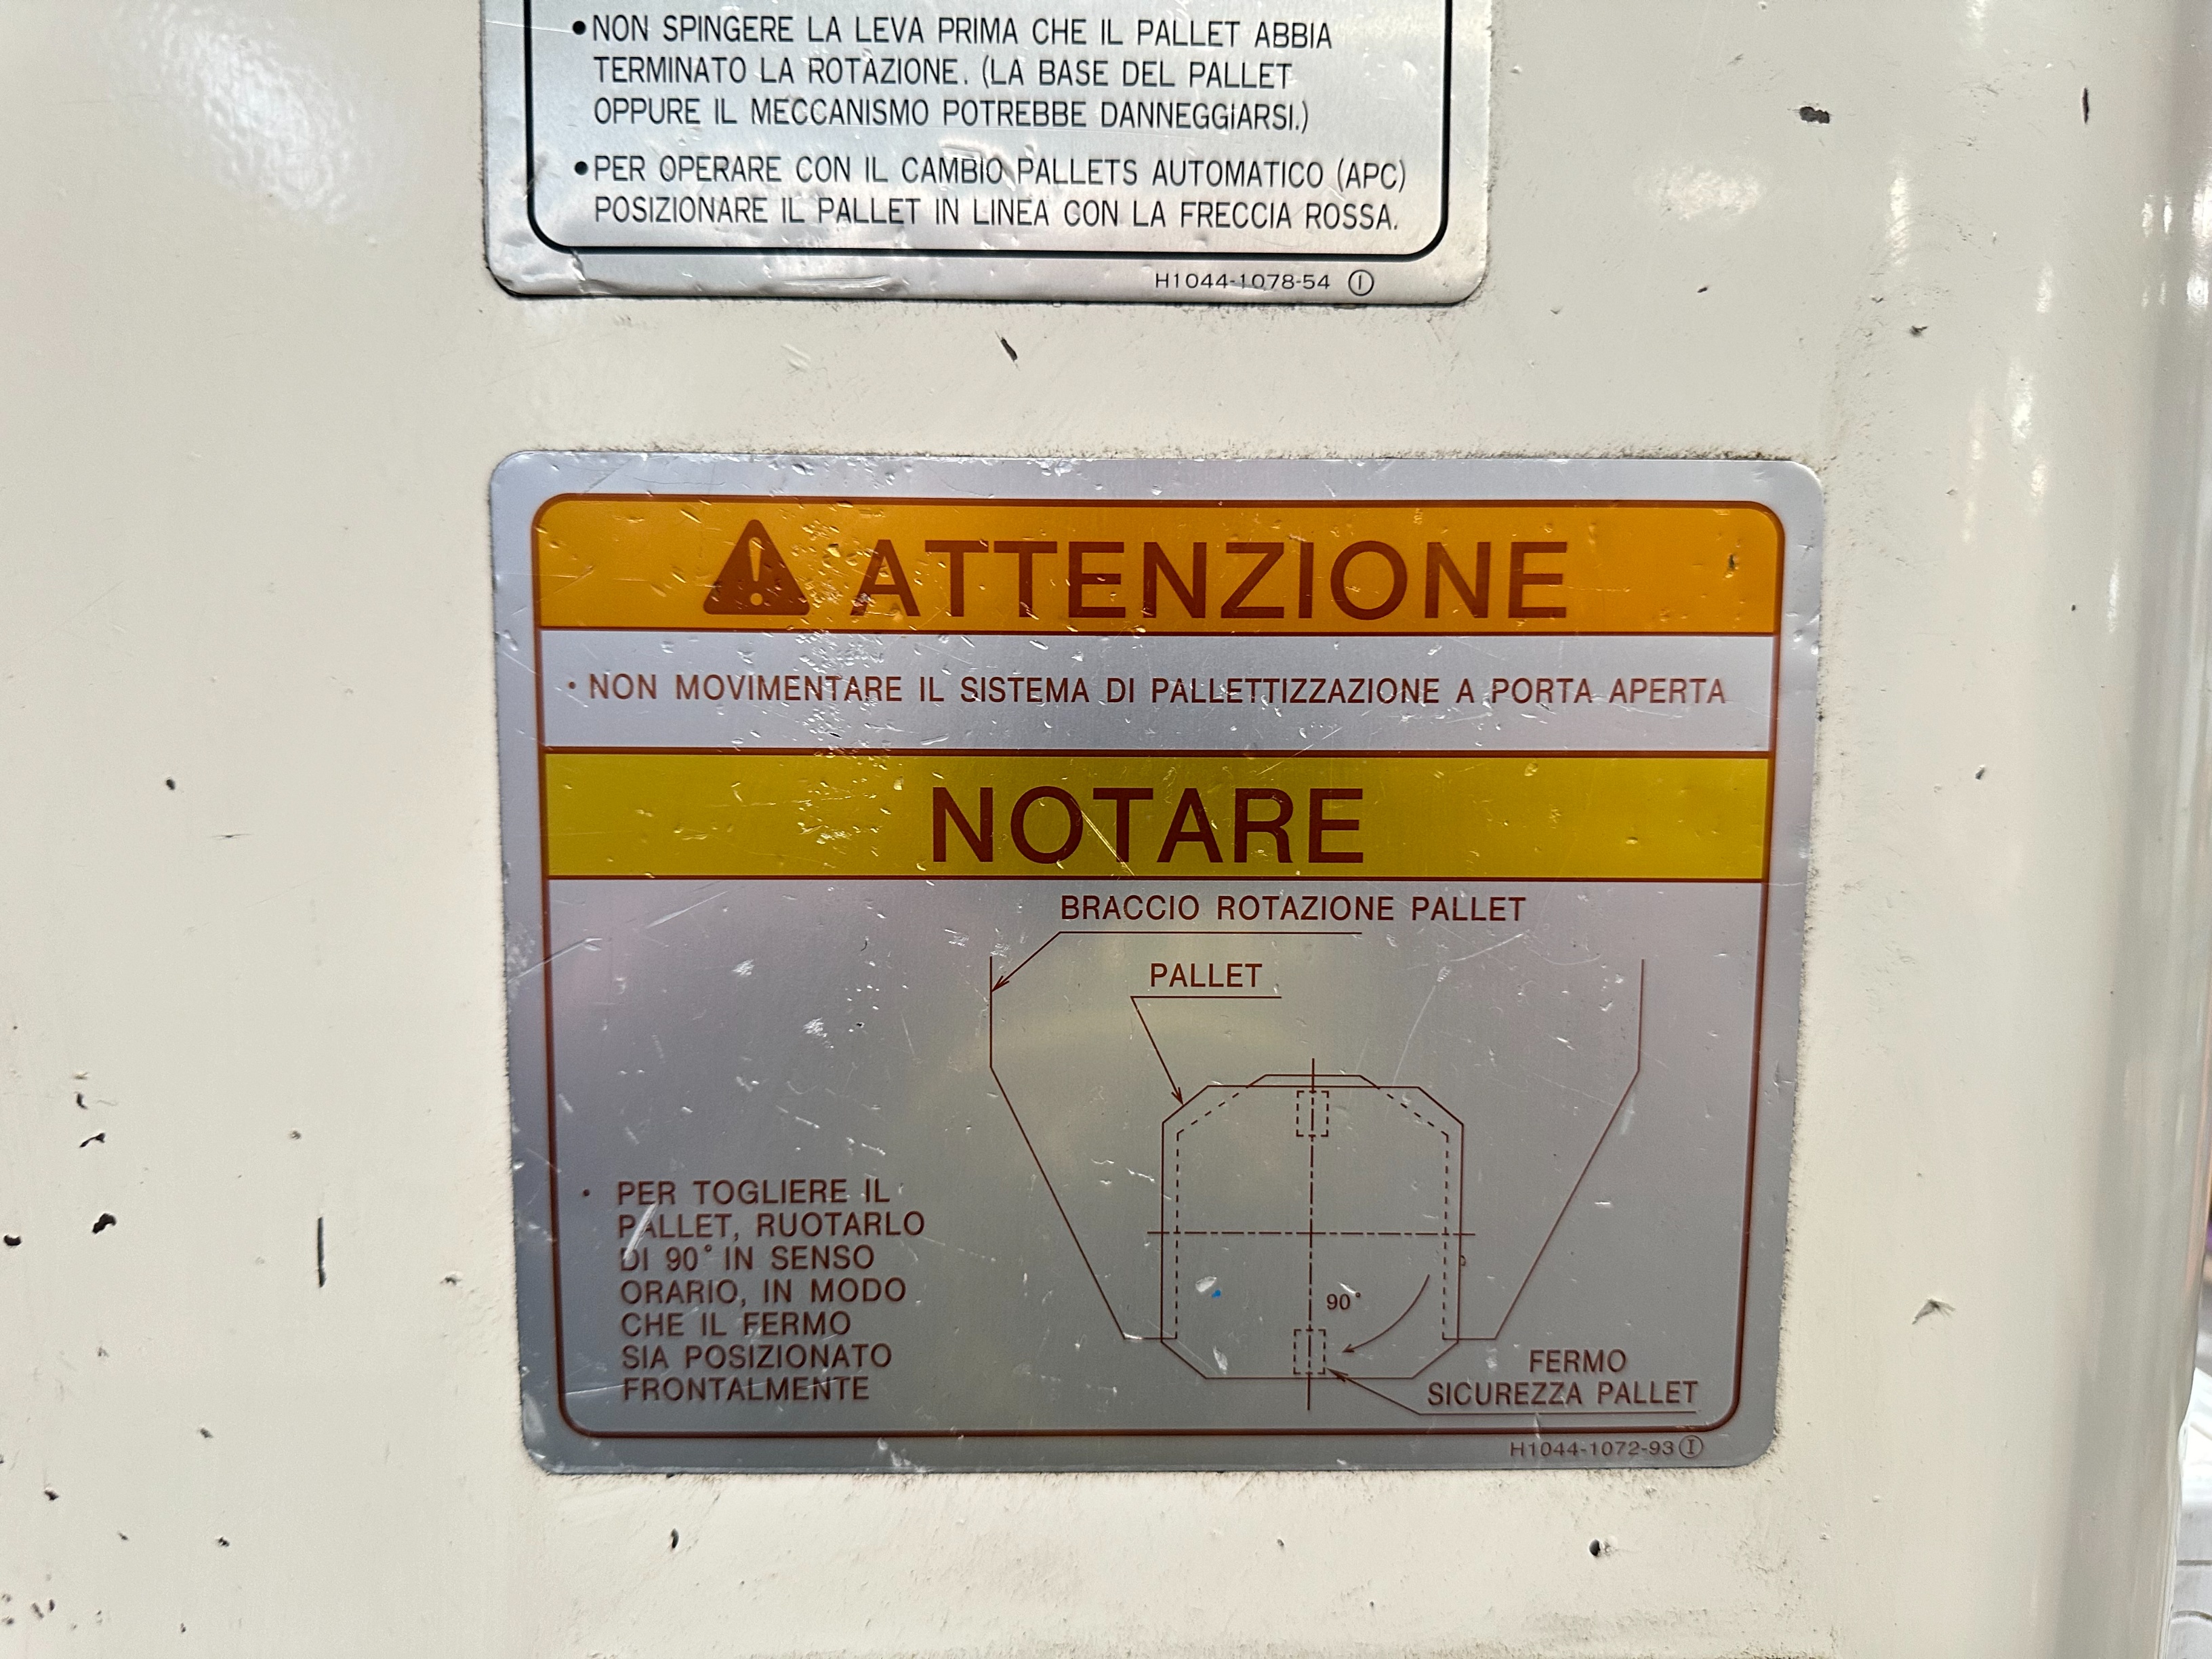 •NON SPINGERE LA LEVA PRIMA CHE IL PALLET ABBIA
TERMINATO LA ROTAZIONE. (LA BASE DEL PALLET
OPPURE IL MECCANISMO POTREBBE DANNEGGIARSI.)
•PER OPERARE CON IL CAMBIO PALLETS AUTOMATICO (APC)
POSIZIONARE IL PALLET IN LINEA CON LA FRECCIA ROSSA.
H1044-1078-54 Ⓘ
ATTENZIONE
· NON MOVIMENTARE IL SISTEMA DI PALLETTIZZAZIONE A PORTA APERTA
NOTARE
BRACCIO ROTAZIONE PALLET
PALLET
· PER TOGLIERE IL
PALLET, RUOTARLO
DI 90° IN SENSO
ORARIO, IN MODO
CHE IL FERMO
SIA POSIZIONATO
FRONTALMENTE
90°
FERMO
SICUREZZA PALLET
H1044-1072-93 Ⓘ